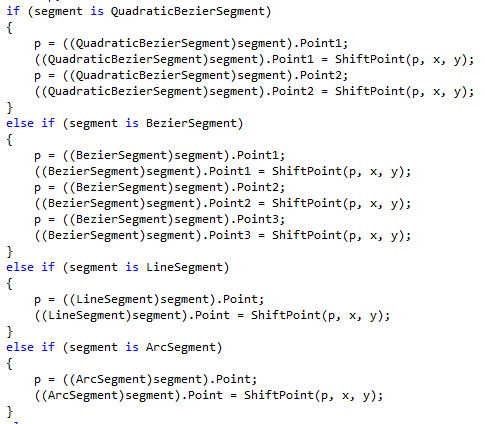 if (segment is QuadraticBezierSegment)
{
    p = ((QuadraticBezierSegment)segment).Point1;
    ((QuadraticBezierSegment)segment).Point1 = ShiftPoint(p, x, y);
    p = ((QuadraticBezierSegment)segment).Point2;
    ((QuadraticBezierSegment)segment).Point2 = ShiftPoint(p, x, y);
}
else if (segment is BezierSegment)
{
    p = ((BezierSegment)segment).Point1;
    ((BezierSegment)segment).Point1 = ShiftPoint(p, x, y);
    p = ((BezierSegment)segment).Point2;
    ((BezierSegment)segment).Point2 = ShiftPoint(p, x, y);
    p = ((BezierSegment)segment).Point3;
    ((BezierSegment)segment).Point3 = ShiftPoint(p, x, y);
}
else if (segment is LineSegment)
{
    p = ((LineSegment)segment).Point;
    ((LineSegment)segment).Point = ShiftPoint(p, x, y);
}
else if (segment is ArcSegment)
{
    p = ((ArcSegment)segment).Point;
    ((ArcSegment)segment).Point = ShiftPoint(p, x, y);
}